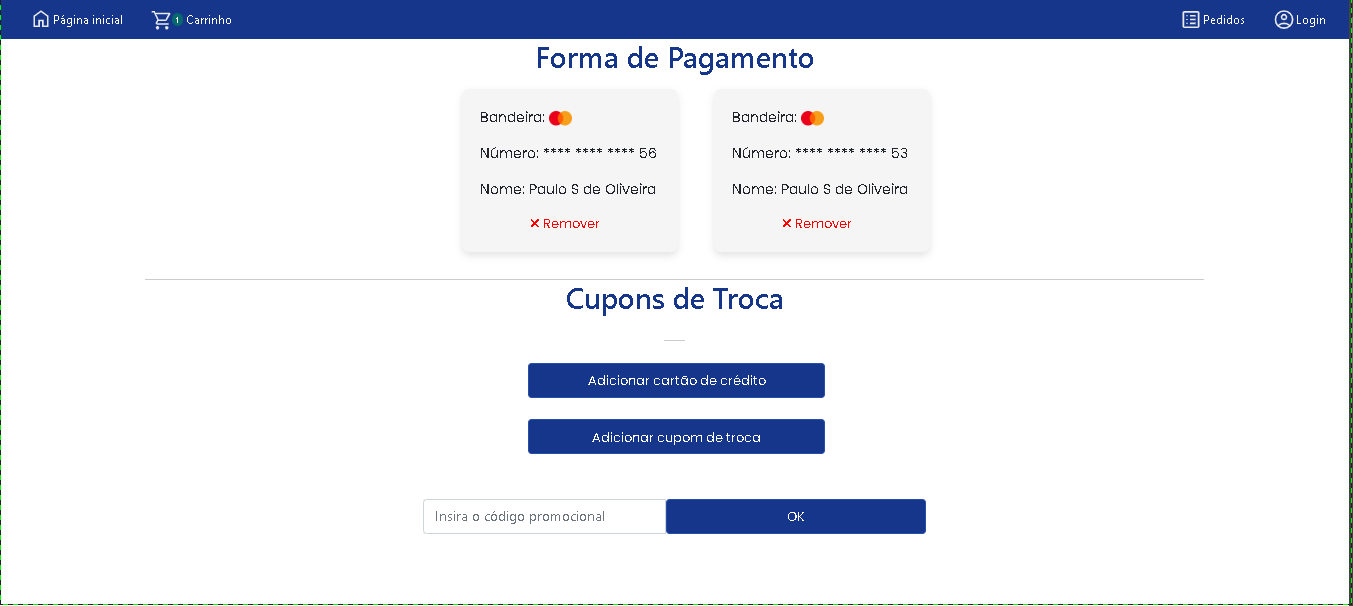 Página inicial 1 Carrinho Pedidos Login
Forma de Pagamento
Bandeira: Bandeira:
Número: **** **** **** 56 Número: **** **** **** 53
Nome: Paulo S de Oliveira Nome: Paulo S de Oliveira
× Remover × Remover
Cupons de Troca
Adicionar cartão de crédito
Adicionar cupom de troca
Insira o código promocional OK